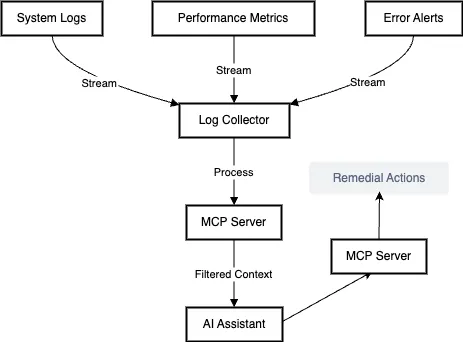 System Logs
Performance Metrics
Error Alerts
Stream
Stream
Stream
Log Collector
Process
Remedial Actions
MCP Server
MCP Server
Filtered Context
AI Assistant